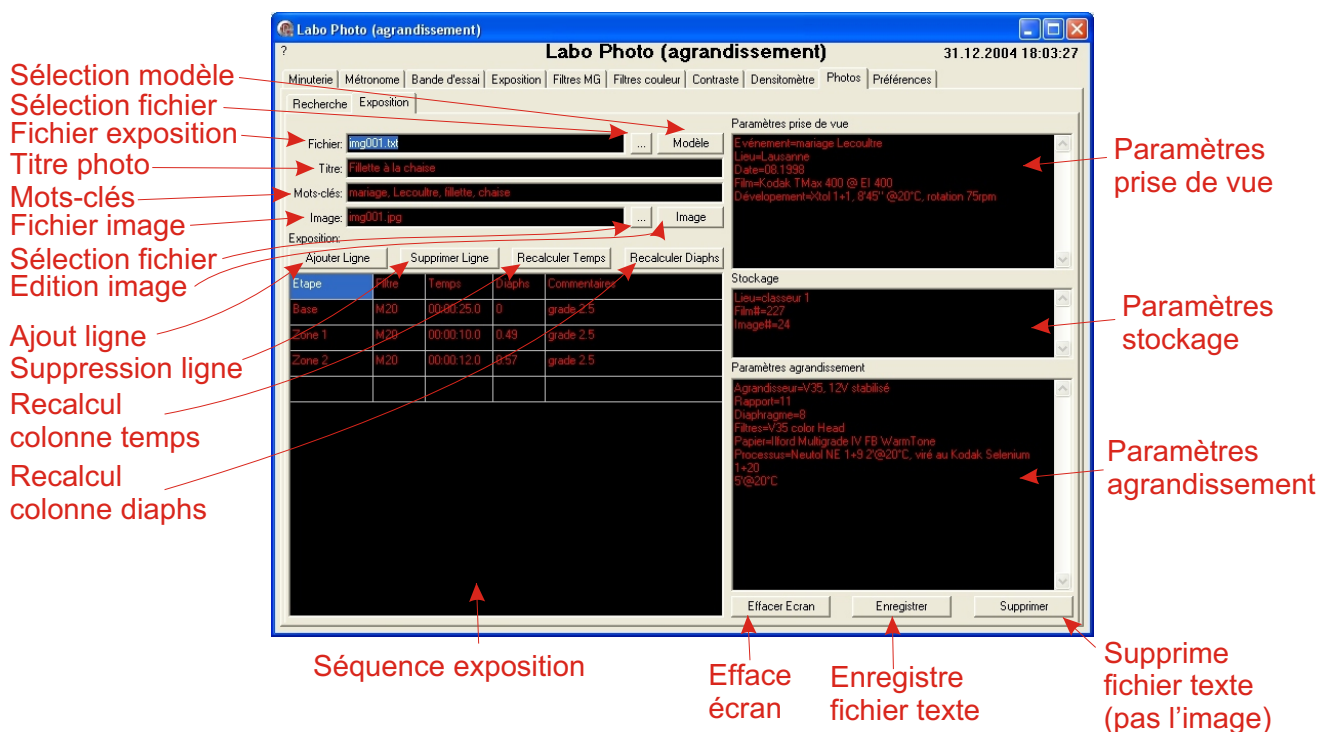 Labo Photo (agrandissement)
?
Labo Photo (agrandissement)
31.12.2004 18:03:27
Minuterie
Métronome
Bande d'essai
Exposition
Filtres MG
Filtres couleur
Contraste
Densitomètre
Photos
Préférences
Recherche
Exposition
Sélection modèle
Sélection fichier
Fichier exposition
Titre photo
Mots-clés
Fichier image
Sélection fichier
Edition image
Ajout ligne
Suppression ligne
Recalcul
colonne temps
Recalcul
colonne diaphs
Fichier: img001.txt ... Modèle
Titre: Fillette à la chaise
Mots-clés: mariage, Lecoultre, fillette, chaise
Image: img001.jpg ... Image
Exposition:
Ajouter Ligne
Supprimer Ligne
Recalculer Temps
Recalculer Diaphs
Etape Filtre Temps Diaphs Commentaires
Base M20 00:00:25.0 0 grade 2.5
Zone 1 M20 00:00:10.0 0.49 grade 2.5
Zone 2 M20 00:00:12.0 0.57 grade 2.5
Paramètres prise de vue
Evénement=mariage Lecoultre
Lieu=Lausanne
Date=08.1998
Film=Kodak TMax 400 @ EI 400
Dévelopement=Xtol 1+1, 8'45'' @20°C, rotation 75rpm
Stockage
Lieu=classeur 1
Film#=227
Image#=24
Paramètres agrandissement
Agrandisseur=V35, 12V stabilisé
Rapport=11
Diaphragme=8
Filtres=V35 color Head
Papier=Ilford Multigrade IV FB WarmTone
Processus=Neutol NE 1+9 2'@20°C, viré au Kodak Selenium
1+20
5'@20°C
Effacer Ecran
Enregistrer
Supprimer
Paramètres
prise de vue
Paramètres
stockage
Paramètres
agrandissement
Séquence exposition
Efface
écran
Enregistre
fichier texte
Supprime
fichier texte
(pas l'image)